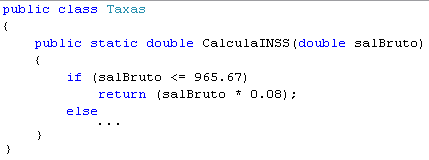 public class Taxas
{
    public static double CalculaINSS(double salBruto)
    {
        if (salBruto <= 965.67)
            return (salBruto * 0.08);
        else
            ...
    }
}